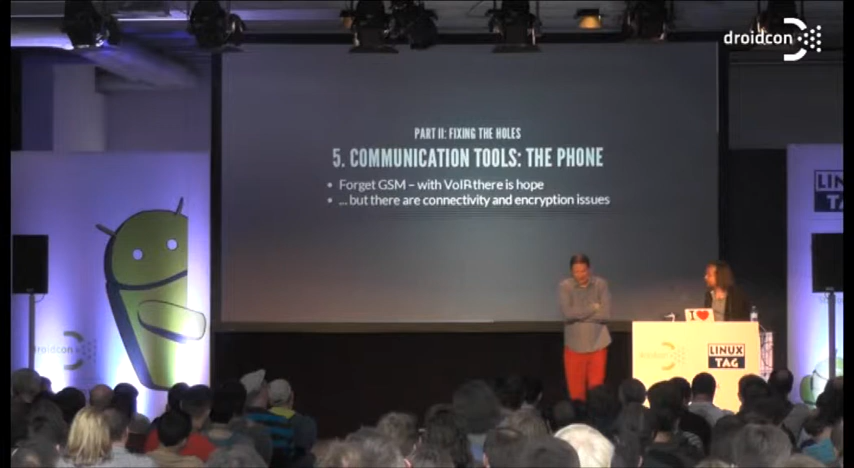 droidcon
PART II: FIXING THE HOLES
5. COMMUNICATION TOOLS: THE PHONE
• Forget GSM – with VoIP there is hope
• ... but there are connectivity and encryption issues
LIN
TAG
I ♥
droidcon
droidcon
LINUX
TAG